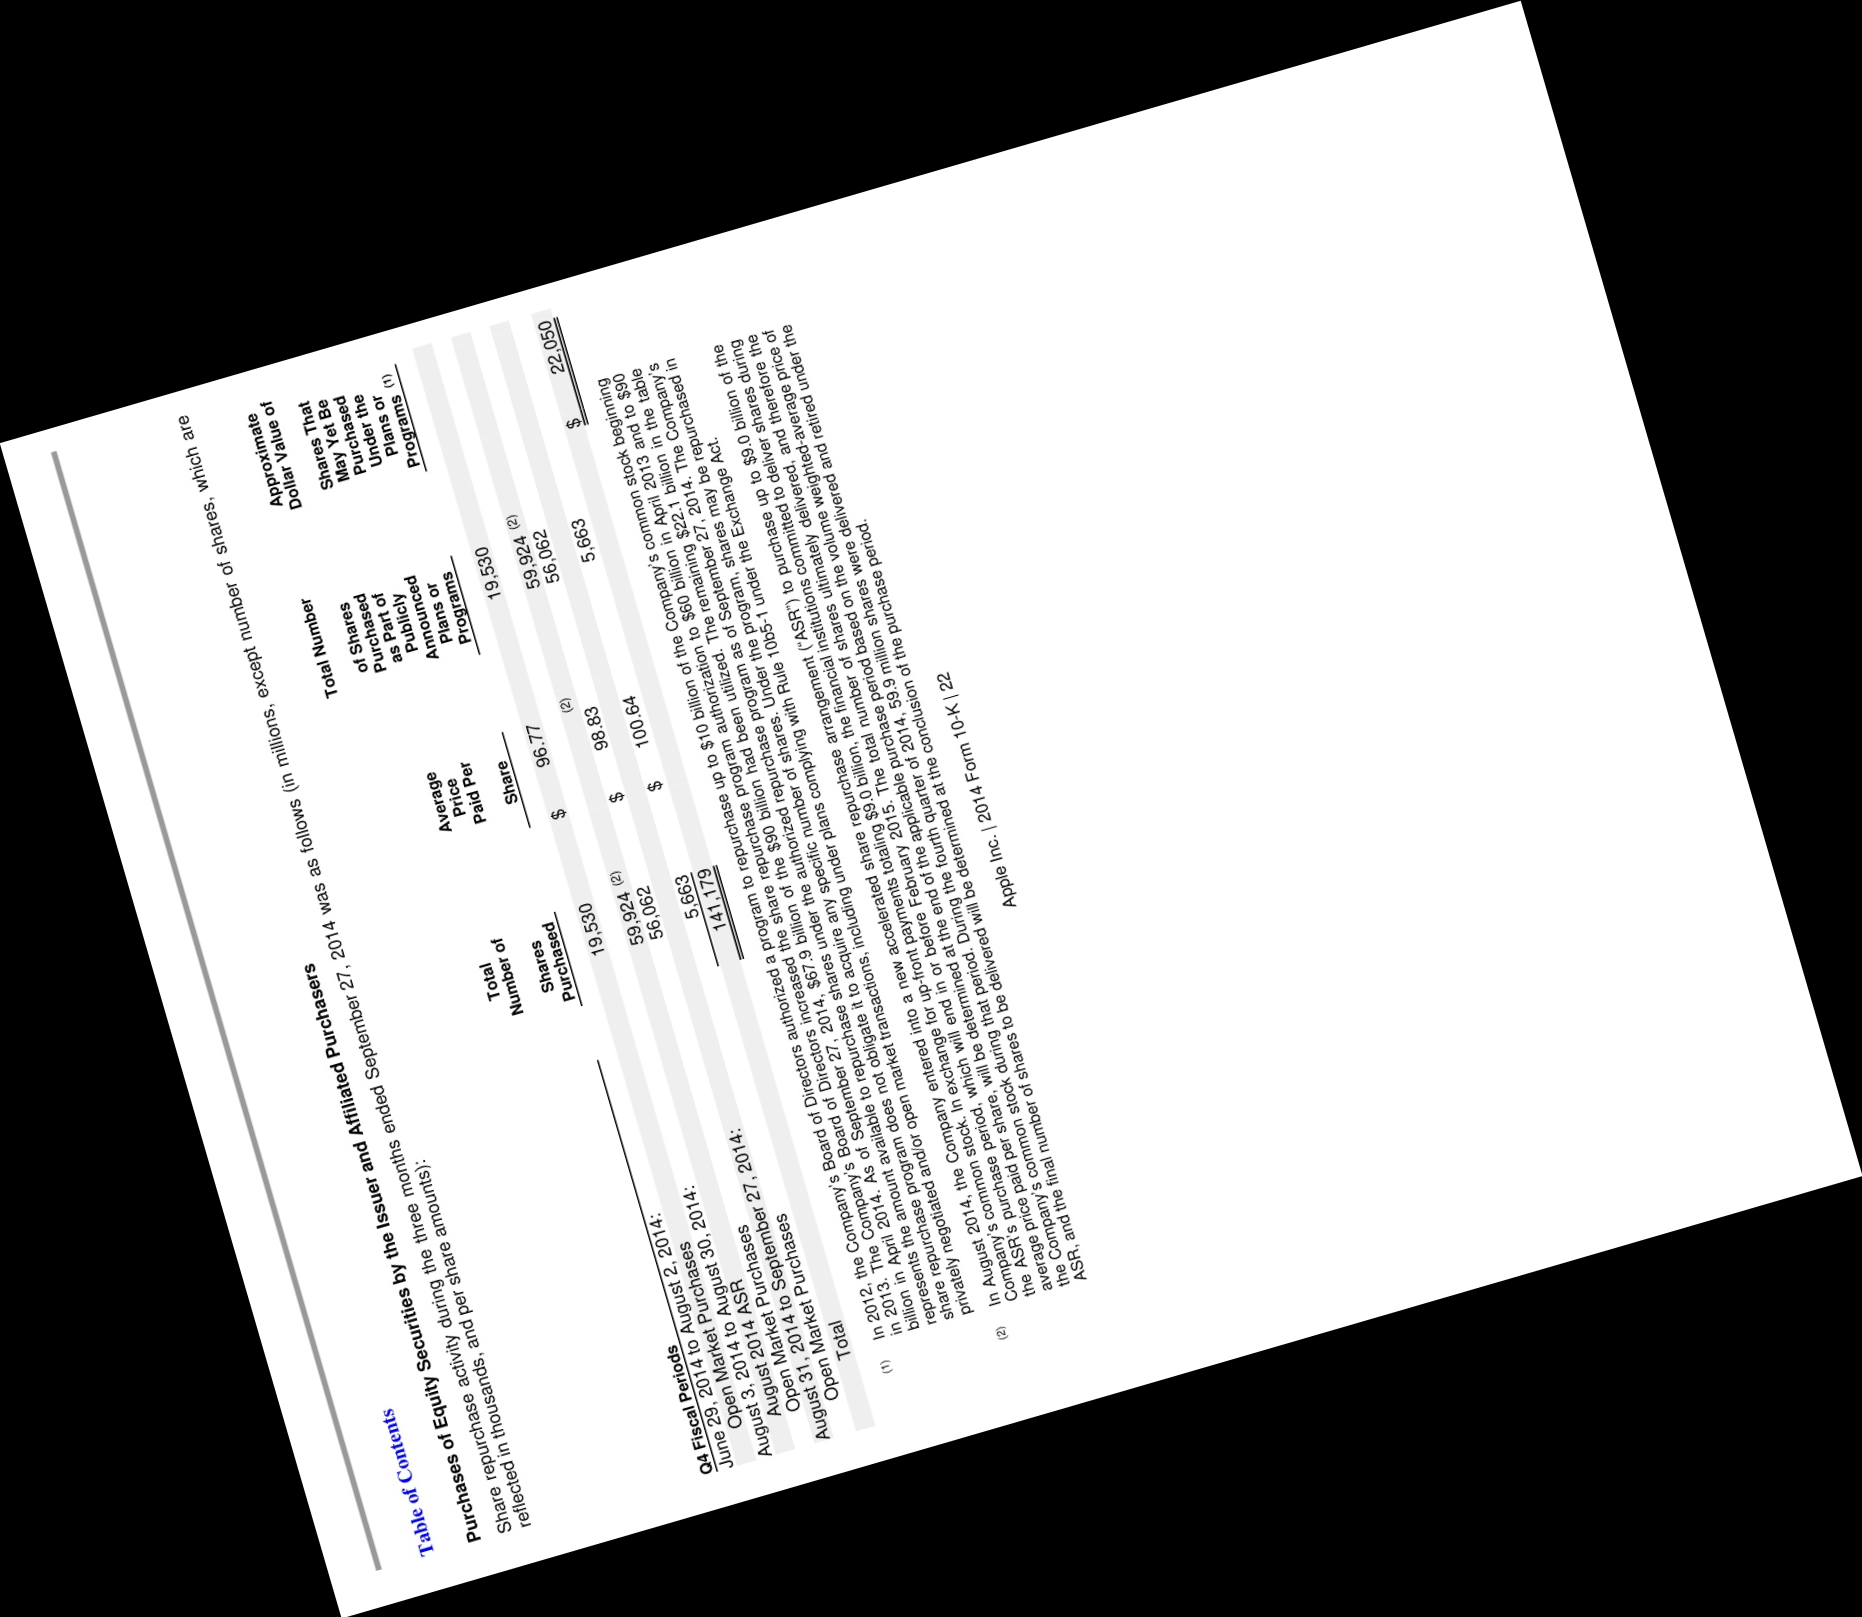 Table of Contents
Purchases of Equity Securities by the Issuer and Affiliated Purchasers
Share repurchase activity during the three months ended September 27, 2014 was as follows (in millions, except number of shares, which are
reflected in thousands, and per share amounts):
Q4 Fiscal Periods Total Number of Shares Purchased Average Price Paid Per Share Total Number of Shares Purchased as Part of Publicly Announced Plans or Programs Approximate Dollar Value of Shares That May Yet Be Purchased Under the Plans or Programs (1)
June 29, 2014 to August 2, 2014:
Open Market Purchases 19,530 $ 96.77 19,530
August 3, 2014 to August 30, 2014:
August 2014 ASR 59,924 (2) (2) 59,924 (2)
Open Market Purchases 56,062 $ 98.83 56,062
August 31, 2014 to September 27, 2014:
Open Market Purchases 5,663 $ 100.64 5,663
Total 141,179 $ 22,050
(1) In 2012, the Company's Board of Directors authorized a program to repurchase up to $10 billion of the Company's common stock beginning
in 2013. The Company's Board of Directors increased the authorization to repurchase up to $60 billion in April 2013 and to $90
billion in April 2014. As of September 27, 2014, $67.9 billion of the $90 billion had been utilized. The remaining $22.1 billion in the table
represents the amount available to repurchase shares under the authorized repurchase program as of September 27, 2014. The Company's
share repurchase program does not obligate it to acquire any specific number of shares. Under the program, shares may be repurchased in
privately negotiated and/or open market transactions, including under plans complying with Rule 10b5-1 under the Exchange Act.
(2) In August 2014, the Company entered into a new accelerated share repurchase arrangement ("ASR") to purchase up to $9.0 billion of the
Company's common stock. In exchange for up-front payments totaling $9.0 billion, the financial institutions committed to deliver shares during
the ASR's purchase period, which will end in or before February 2015. The total number of shares ultimately delivered, and therefore the
average price paid per share, will be determined at the end of the applicable purchase period based on the volume weighted-average price of
the Company's common stock during that period. During the fourth quarter of 2014, 59.9 million shares were delivered and retired under the
ASR, and the final number of shares to be delivered will be determined at the conclusion of the purchase period.
Apple Inc. | 2014 Form 10-K | 22